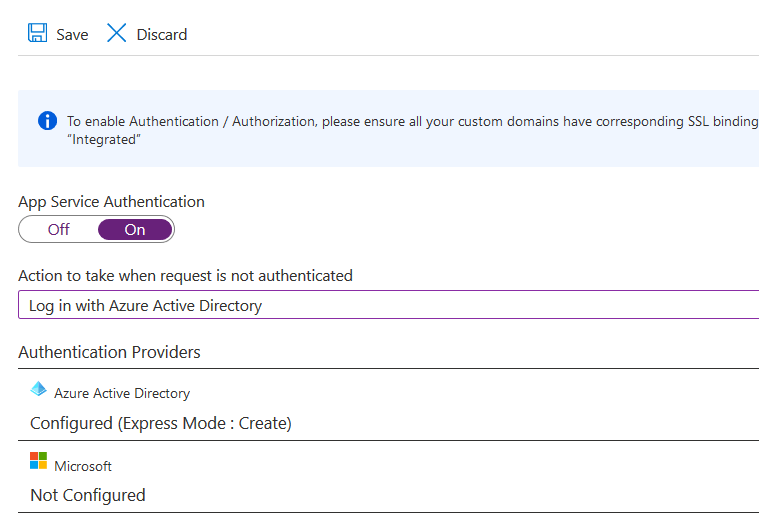 Save Discard
To enable Authentication / Authorization, please ensure all your custom domains have corresponding SSL binding
“Integrated”
App Service Authentication
Off On
Action to take when request is not authenticated
Log in with Azure Active Directory
Authentication Providers
Azure Active Directory
Configured (Express Mode : Create)
Microsoft
Not Configured